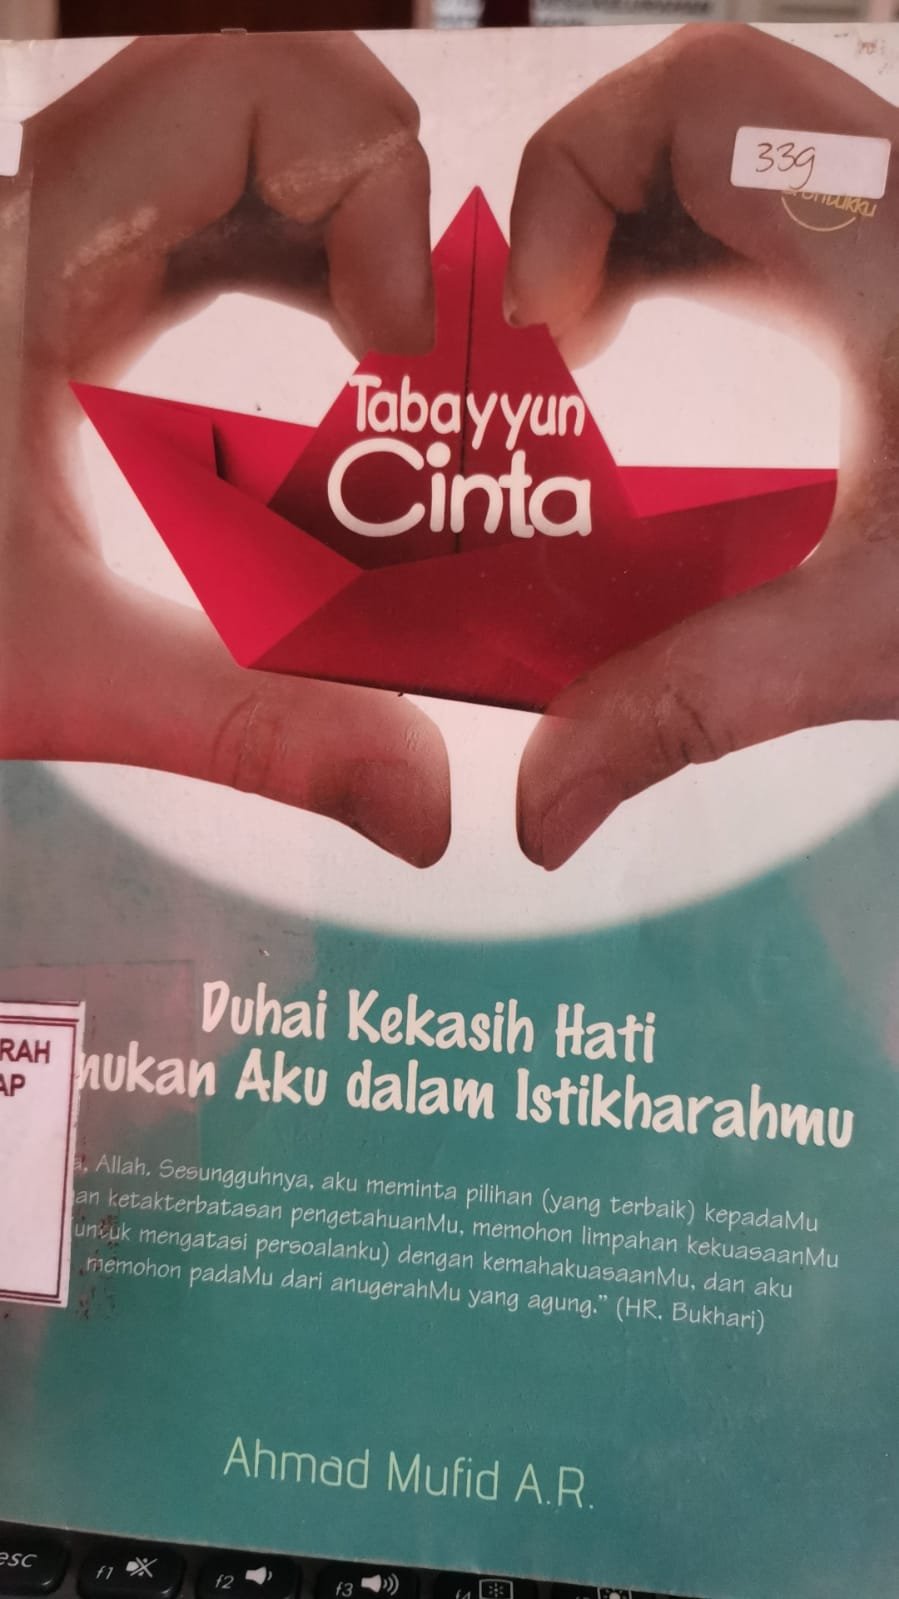 339
Tabayyun
Cinta
Duhai Kekasih Hati
mukan Aku dalam Istikharahmu
RAH
AP
a, Allah. Sesungguhnya, aku meminta pilihan (yang terbaik) kepadaMu
an ketakterbatasan pengetahuanMu, memohon limpahan kekuasaanMu
untuk mengatasi persoalanku) dengan kemahakuasaanMu, dan aku
memohon padaMu dari anugerahMu yang agung." (HR. Bukhari)
Ahmad Mufid A.R.
esc
f1
f2
f3
f4